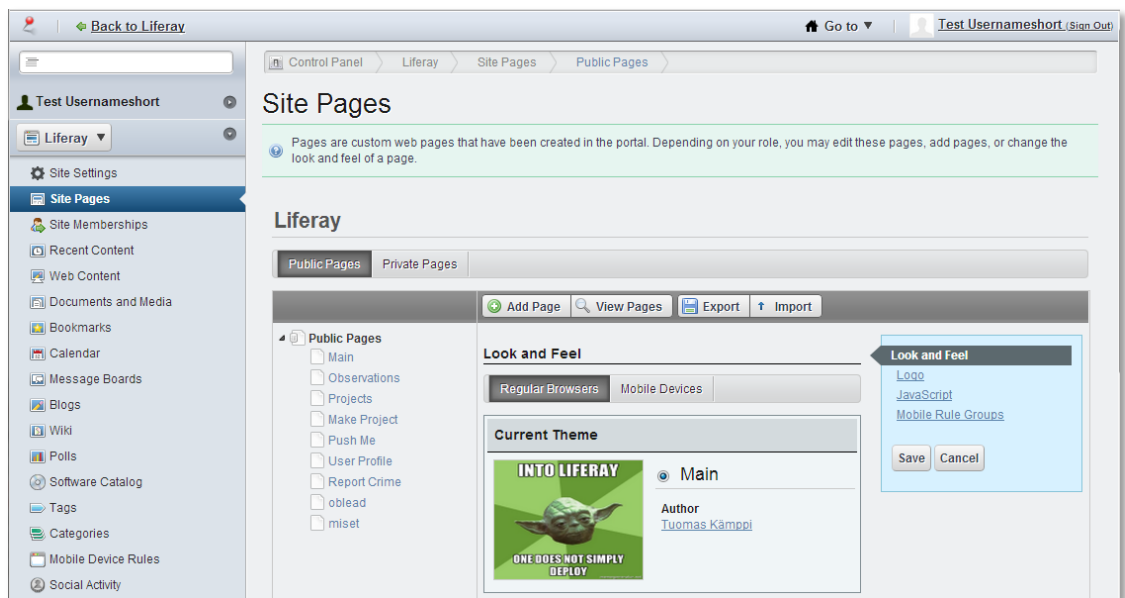 Back to Liferay
Go to ▼
Test Usernameshort (Sign Out)
Control Panel
Liferay
Site Pages
Public Pages
Test Usernameshort
Liferay ▼
Site Settings
Site Pages
Site Memberships
Recent Content
Web Content
Documents and Media
Bookmarks
Calendar
Message Boards
Blogs
Wiki
Polls
Software Catalog
Tags
Categories
Mobile Device Rules
Social Activity
Site Pages
Pages are custom web pages that have been created in the portal. Depending on your role, you may edit these pages, add pages, or change the
look and feel of a page.
Liferay
Public Pages
Private Pages
Add Page
View Pages
Export
Import
Public Pages
Main
Observations
Projects
Make Project
Push Me
User Profile
Report Crime
oblead
miset
Look and Feel
Regular Browsers
Mobile Devices
Current Theme
INTO LIFERAY
ONE DOES NOT SIMPLY
DEPLOY
Main
Author
Tuomas Kämppi
Look and Feel
Logo
JavaScript
Mobile Rule Groups
Save
Cancel